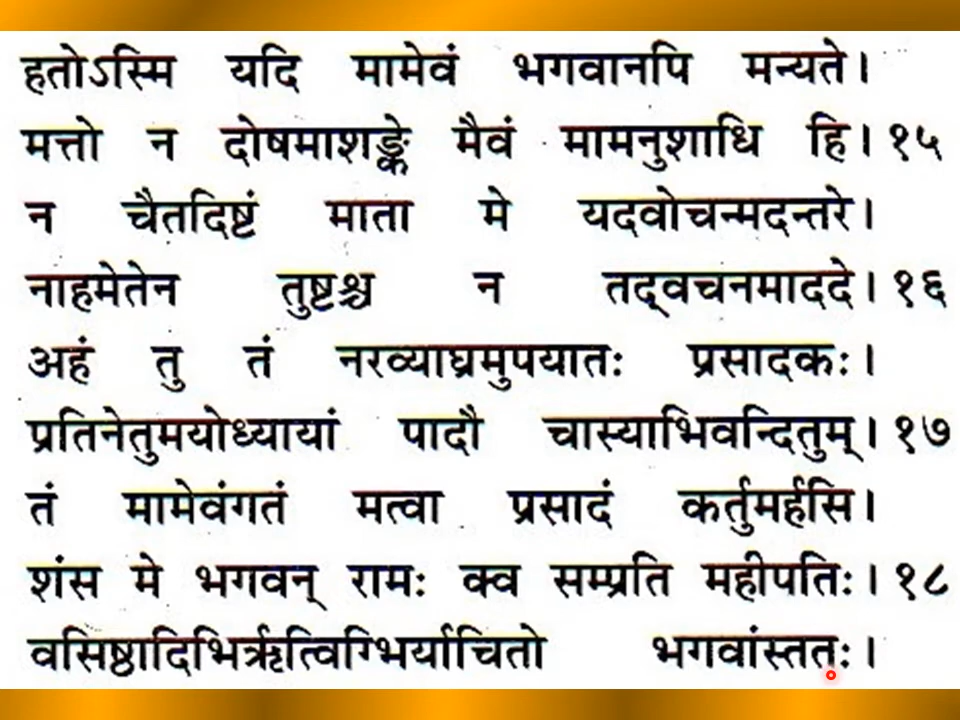 हतोऽस्मि यदि मामेवं भगवानपि मन्यते।
मत्तो न दोषमाशङ्के मैवं मामनुशाधि हि। १५
न चैतदिष्टं माता मे यदवोचन्मदन्तरे।
नाहमेतेन तुष्टश्च न तद्वचनमाददे। १६
अहं तु तं नरव्याघ्रमुपयातः प्रसादकः।
प्रतिनेतुमयोध्यायां पादौ चास्याभिवन्दितुम्। १७
तं मामेवंगतं मत्वा प्रसादं कर्तुमर्हसि।
शंस मे भगवन् रामः क्व सम्प्रति महीपतिः। १८
वसिष्ठादिभिर्ऋत्विग्भिर्याचितो भगवांस्ततः।